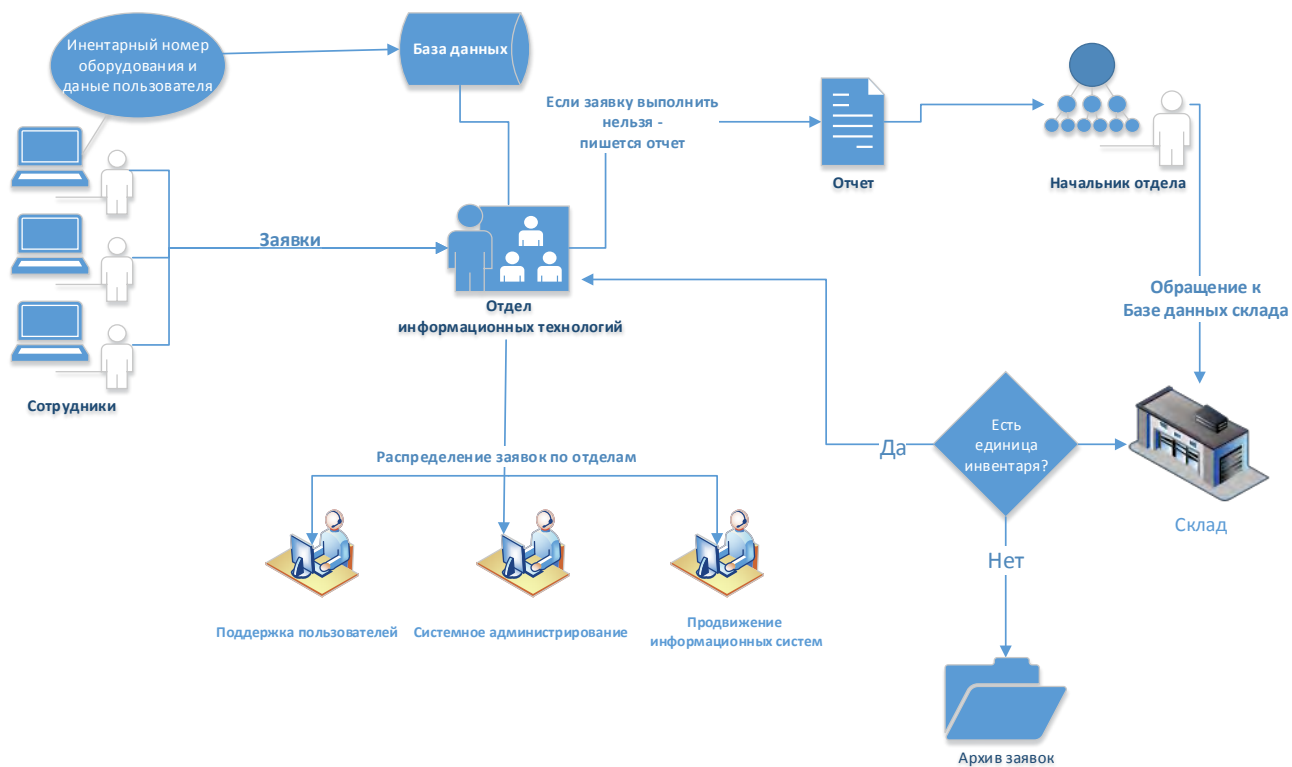 Инентарный номер
оборудования и
даные пользователя
База данных
Если заявку выполнить
нельзя -
пишется отчет
Отчет
Начальник отдела
Заявки
Отдел
информационных технологий
Обращение к
Базе данных склада
Сотрудники
Есть
единица
инвентаря?
Да
Распределение заявок по отделам
Склад
Нет
Поддержка пользователей
Системное администрирование
Продвижение
информационных систем
Архив заявок